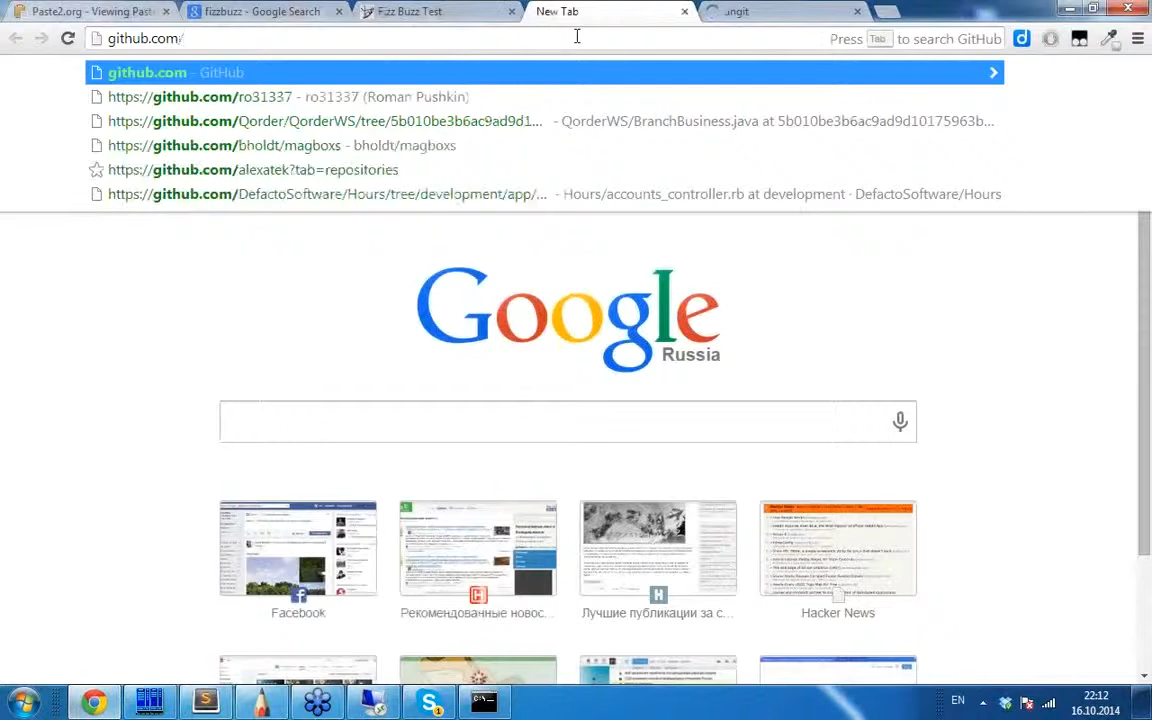 Paste2.org - Viewing Paste
fizzbuzz - Google Search
Fizz Buzz Test
New Tab
ungit
github.com/
Press Tab to search GitHub
github.com - GitHub
https://github.com/ro31337 - ro31337 (Roman Pushkin)
https://github.com/Qorder/QorderWS/tree/5b010be3b6ac9ad9d1... - QorderWS/BranchBusiness.java at 5b010be3b6ac9ad9d10175963b...
https://github.com/bholdt/magboxs - bholdt/magboxs
https://github.com/alexatek?tab=repositories
https://github.com/DefactoSoftware/Hours/tree/development/app/... - Hours/accounts_controller.rb at development · DefactoSoftware/Hours
Google
Russia
Facebook
Рекомендованные новос...
Лучшие публикации за с...
Hacker News
EN
22:12
16.10.2014